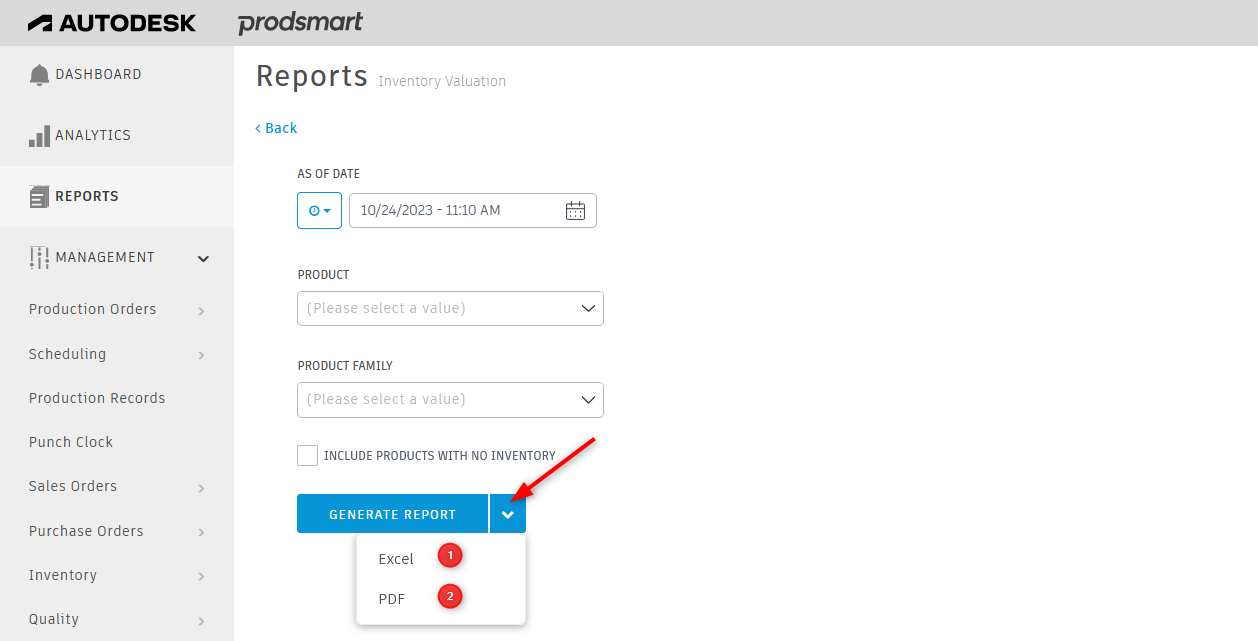 AUTODESK prodsmart
DASHBOARD
ANALYTICS
REPORTS
MANAGEMENT
Production Orders
Scheduling
Production Records
Punch Clock
Sales Orders
Purchase Orders
Inventory
Quality
Reports Inventory Valuation
Back
AS OF DATE
10/24/2023 - 11:10 AM
PRODUCT
(Please select a value)
PRODUCT FAMILY
(Please select a value)
INCLUDE PRODUCTS WITH NO INVENTORY
GENERATE REPORT
Excel 1
PDF 2